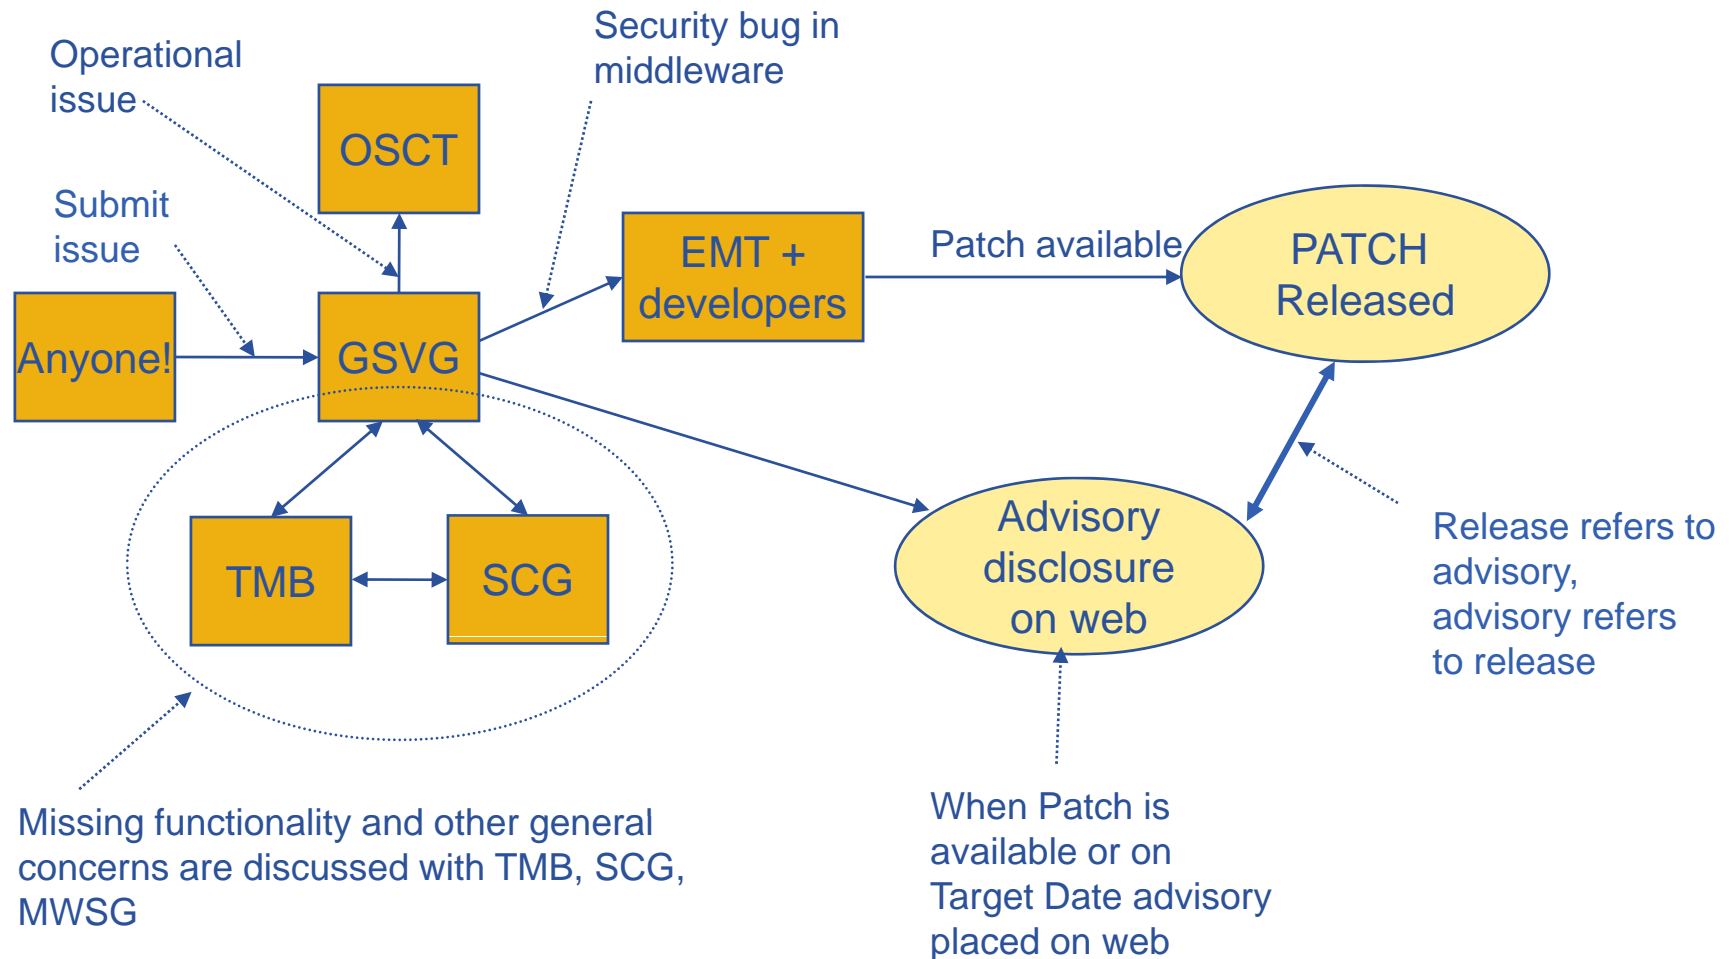 Operational
issue
Security bug in
middleware
OSCT
Submit
issue
EMT +
developers
Patch available
PATCH
Released
Anyone!
GSVG
TMB
SCG
Advisory
disclosure
on web
Release refers to
advisory,
advisory refers
to release
Missing functionality and other general
concerns are discussed with TMB, SCG,
MWSG
When Patch is
available or on
Target Date advisory
placed on web